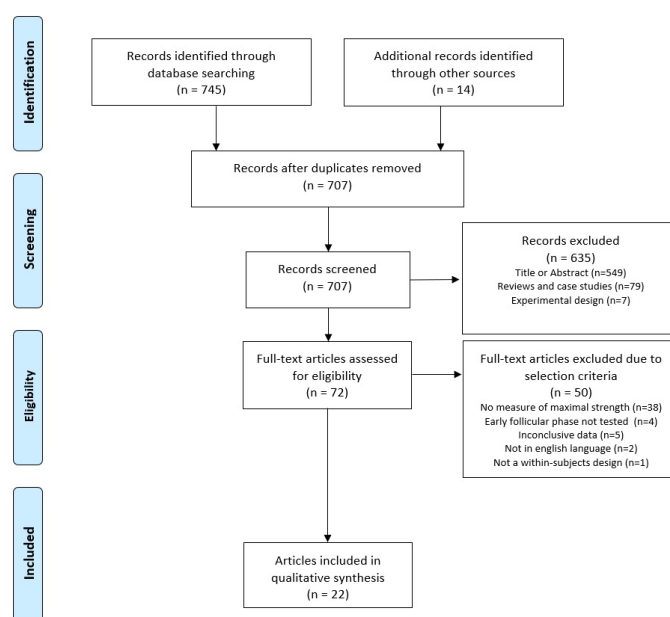 Identification
Records identified through
database searching
(n = 745)
Additional records identified
through other sources
(n = 14)
Records after duplicates removed
(n = 707)
Screening
Records screened
(n = 707)
Records excluded
(n = 635)
Title or Abstract (n=549)
Reviews and case studies (n=79)
Experimental design (n=7)
Eligibility
Full-text articles assessed
for eligibility
(n = 72)
Full-text articles excluded due to
selection criteria
(n = 50)
No measure of maximal strength (n=38)
Early follicular phase not tested (n=4)
Inconclusive data (n=5)
Not in english language (n=2)
Not a within-subjects design (n=1)
Included
Articles included in
qualitative synthesis
(n = 22)